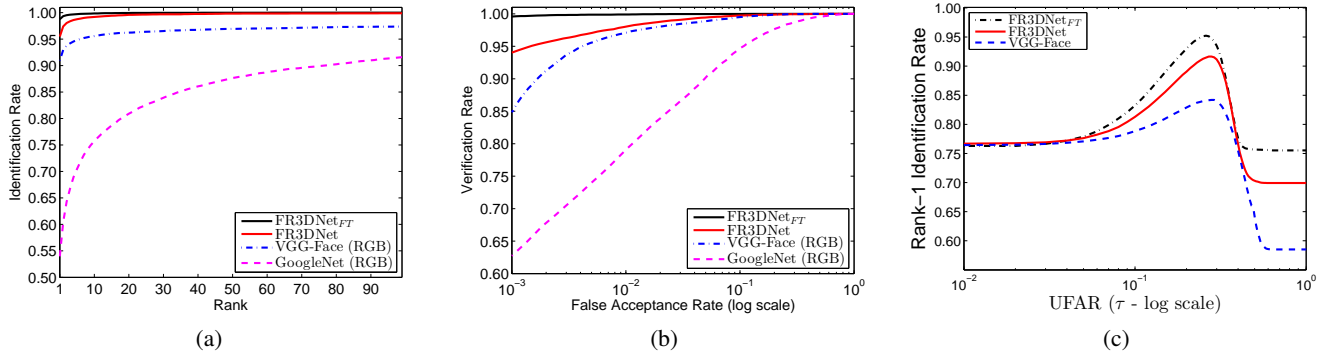 1.00
0.95
0.90
0.85
0.80
0.75
0.70
0.65
0.60
0.55
0.50
Identification Rate
1 10 20 30 40 50 60 70 80 90
Rank
FR3DNet_FT
FR3DNet
VGG-Face (RGB)
GoogleNet (RGB)
(a)
1.00
0.95
0.90
0.85
0.80
0.75
0.70
0.65
0.60
Verification Rate
10^-3 10^-2 10^-1 10^0
False Acceptance Rate (log scale)
FR3DNet_FT
FR3DNet
VGG-Face (RGB)
GoogleNet (RGB)
(b)
1.00
0.95
0.90
0.85
0.80
0.75
0.70
0.65
0.60
Rank-1 Identification Rate
FR3DNet_FT
FR3DNet
VGG-Face
10^-2 10^-1 10^0
UFAR (τ - log scale)
(c)